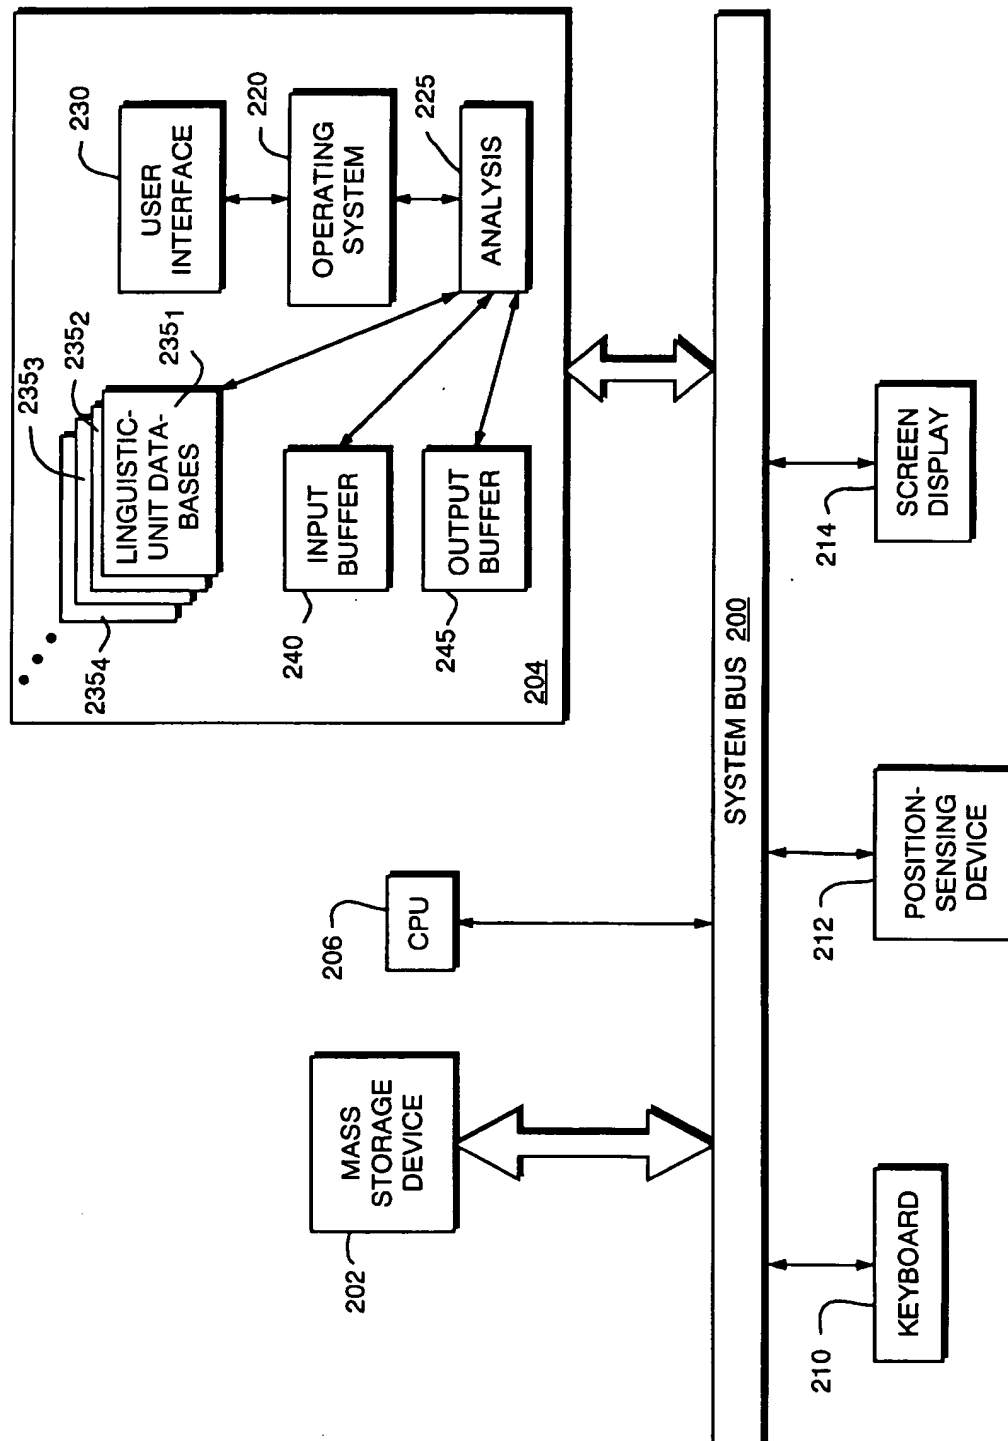 230
USER
INTERFACE
220
OPERATING
SYSTEM
225
ANALYSIS
2353
2352
2351
2354
LINGUISTIC-
UNIT DATA-
BASES
INPUT
BUFFER
240
OUTPUT
BUFFER
245
204
206
CPU
MASS
STORAGE
DEVICE
202
SYSTEM BUS 200
KEYBOARD
210
POSITION-
SENSING
DEVICE
212
SCREEN
DISPLAY
214